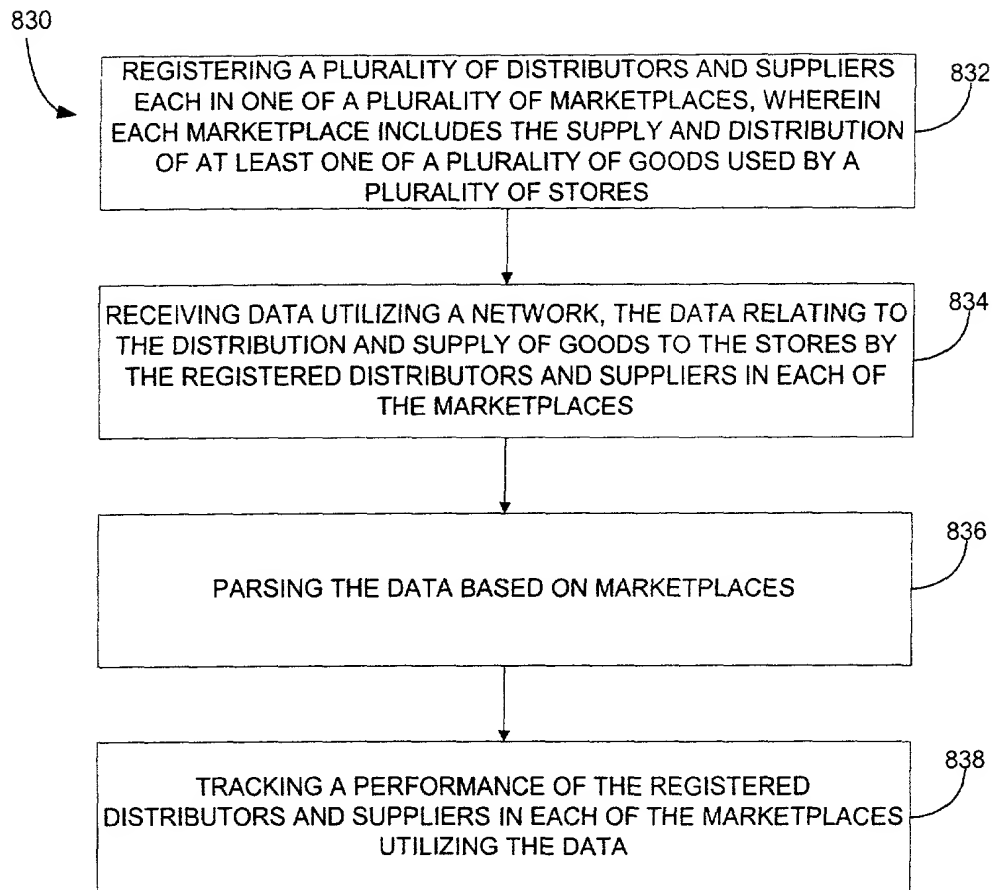 830
REGISTERING A PLURALITY OF DISTRIBUTORS AND SUPPLIERS
EACH IN ONE OF A PLURALITY OF MARKETPLACES, WHEREIN
EACH MARKETPLACE INCLUDES THE SUPPLY AND DISTRIBUTION
OF AT LEAST ONE OF A PLURALITY OF GOODS USED BY A
PLURALITY OF STORES
832
RECEIVING DATA UTILIZING A NETWORK, THE DATA RELATING TO
THE DISTRIBUTION AND SUPPLY OF GOODS TO THE STORES BY
THE REGISTERED DISTRIBUTORS AND SUPPLIERS IN EACH OF
THE MARKETPLACES
834
PARSING THE DATA BASED ON MARKETPLACES
836
TRACKING A PERFORMANCE OF THE REGISTERED
DISTRIBUTORS AND SUPPLIERS IN EACH OF THE MARKETPLACES
UTILIZING THE DATA
838